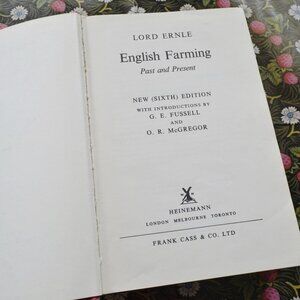 LORD ERNLE
English Farming
Past and Present
NEW (SIXTH) EDITION
WITH INTRODUCTIONS BY
G. E. FUSSELL
AND
O. R. McGREGOR
HEINEMANN
LONDON MELBOURNE TORONTO
FRANK CASS & CO. LTD